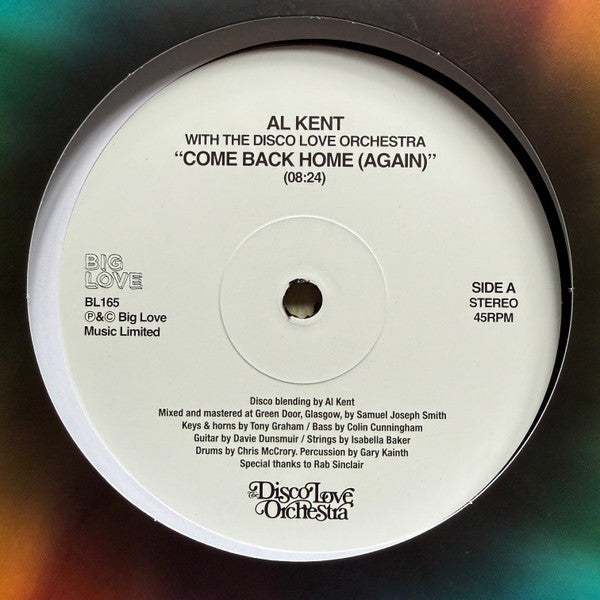 AL KENT
WITH THE DISCO LOVE ORCHESTRA
“COME BACK HOME (AGAIN)”
(08:24)
BIG
LOVE
BL165
℗&© Big Love
Music Limited
SIDE A
STEREO
45RPM
Disco blending by Al Kent
Mixed and mastered at Green Door, Glasgow, by Samuel Joseph Smith
Keys & horns by Tony Graham / Bass by Colin Cunningham
Guitar by Davie Dunsmuir / Strings by Isabella Baker
Drums by Chris McCrory. Percussion by Gary Kainth
Special thanks to Rab Sinclair
The Disco Love
Orchestra